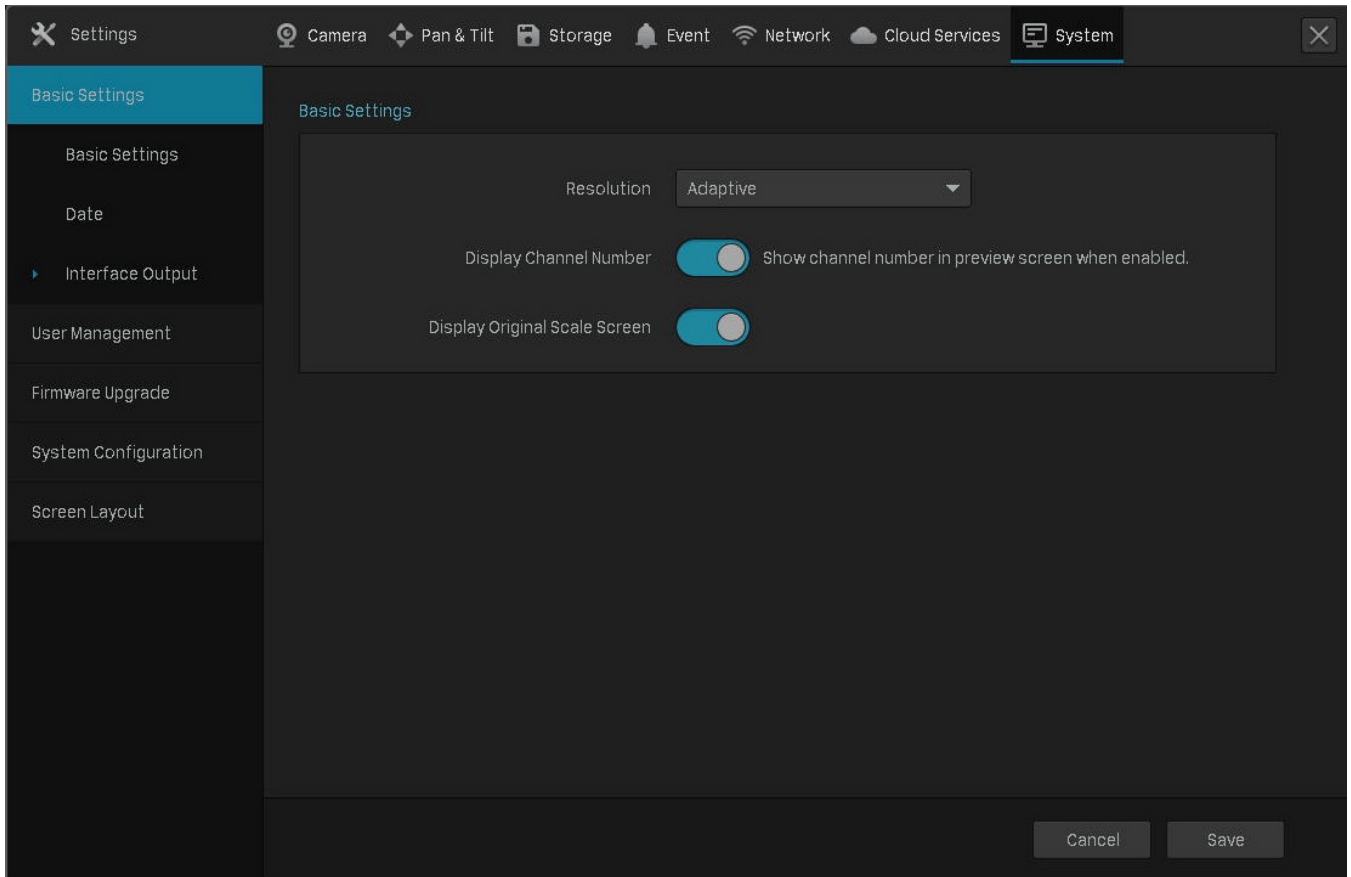 Settings
Camera Pan & Tilt Storage Event Network Cloud Services System
Basic Settings
Basic Settings
Date
Interface Output
User Management
Firmware Upgrade
System Configuration
Screen Layout
Basic Settings
Resolution Adaptive
Display Channel Number Show channel number in preview screen when enabled.
Display Original Scale Screen
Cancel Save